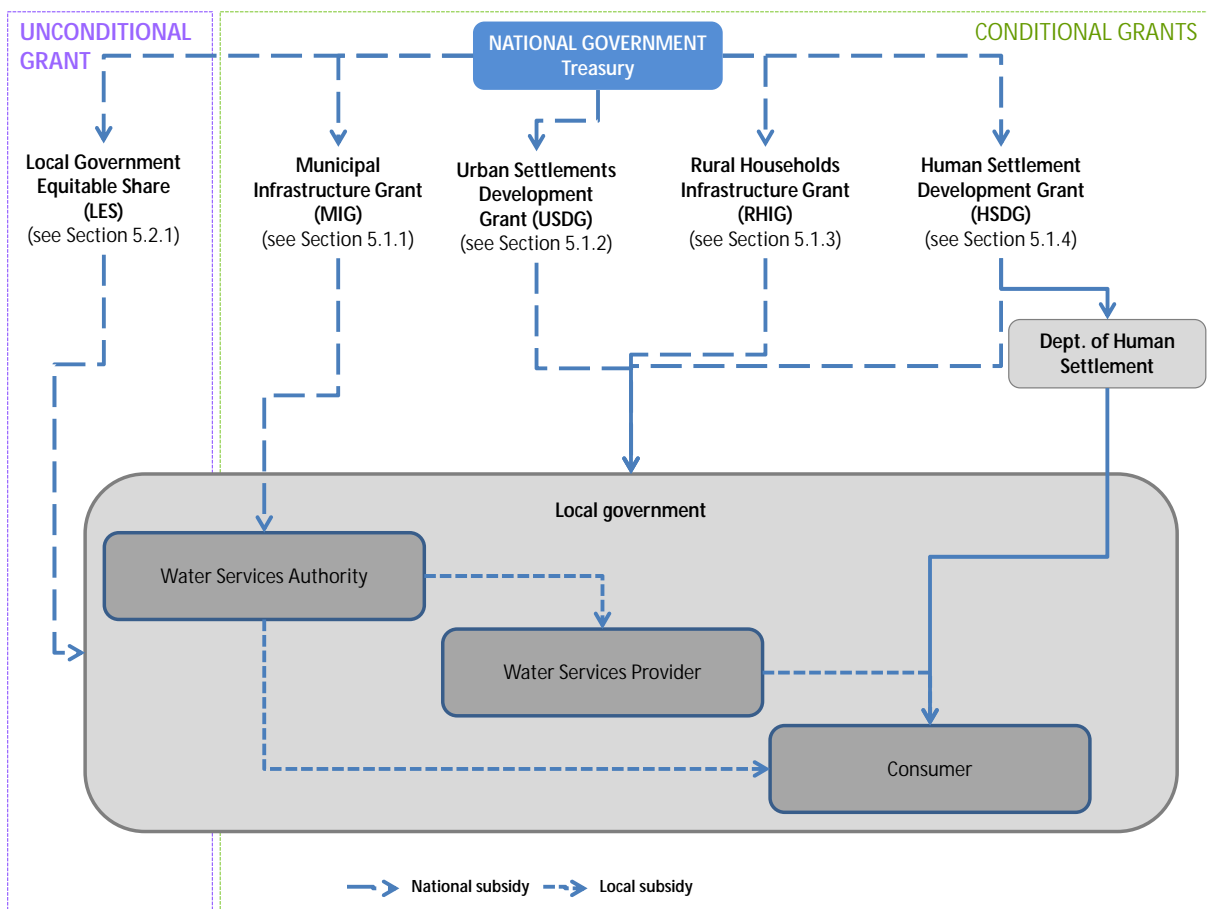 UNCONDITIONAL
GRANT
CONDITIONAL GRANTS
NATIONAL GOVERNMENT
Treasury
Local Government
Equitable Share
(LES)
(see Section 5.2.1)
Municipal
Infrastructure Grant
(MIG)
(see Section 5.1.1)
Urban Settlements
Development
Grant (USDG)
(see Section 5.1.2)
Rural Households
Infrastructure Grant
(RHIG)
(see Section 5.1.3)
Human Settlement
Development Grant
(HSDG)
(see Section 5.1.4)
Dept. of Human
Settlement
Local government
Water Services Authority
Water Services Provider
Consumer
National subsidy
Local subsidy